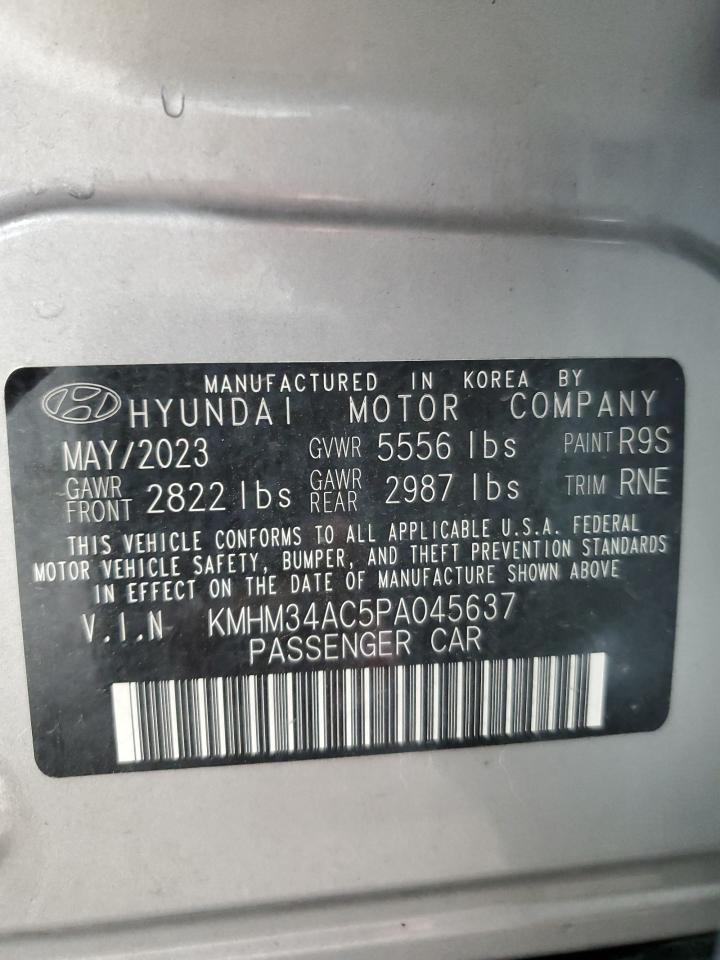 MANUFACTURED IN KOREA BY
HYUNDAI MOTOR COMPANY
MAY/2023 GVWR 5556 lbs PAINT R9S
GAWR FRONT 2822 lbs GAWR REAR 2987 lbs TRIM RNE
THIS VEHICLE CONFORMS TO ALL APPLICABLE U.S.A. FEDERAL
MOTOR VEHICLE SAFETY, BUMPER, AND THEFT PREVENTION STANDARDS
IN EFFECT ON THE DATE OF MANUFACTURE SHOWN ABOVE
V.I.N KMHM34AC5PA045637
PASSENGER CAR